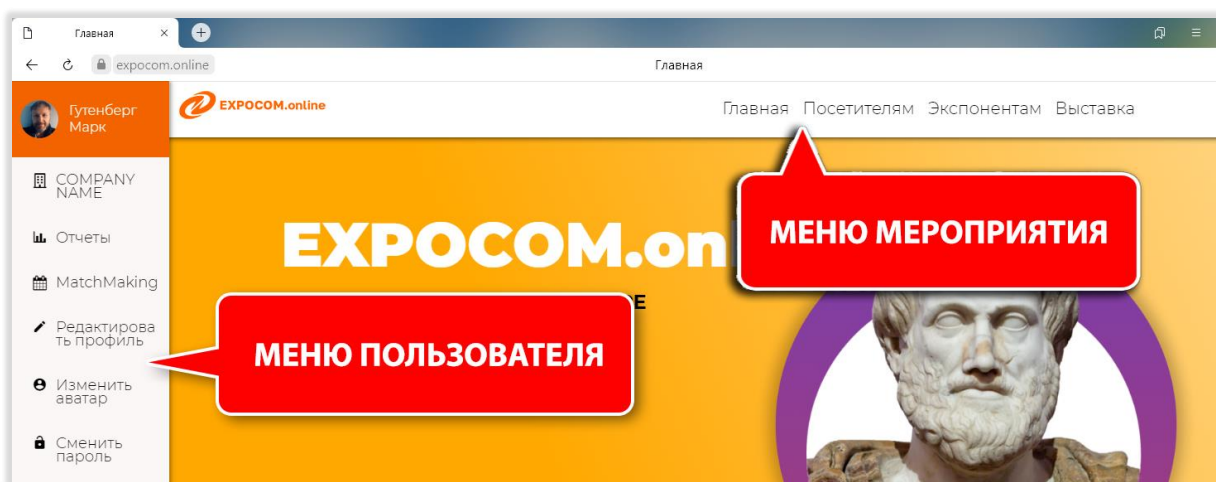 Главная
expocom.online
Главная
Гутенберг
Марк
EXPOCOM.online
Главная Посетителям Экспонентам Выставка
COMPANY
NAME
Отчеты
MatchMaking
Редактирова
ть профиль
Изменить
аватар
Сменить
пароль
EXPOCOM.on
Е
МЕНЮ МЕРОПРИЯТИЯ
МЕНЮ ПОЛЬЗОВАТЕЛЯ